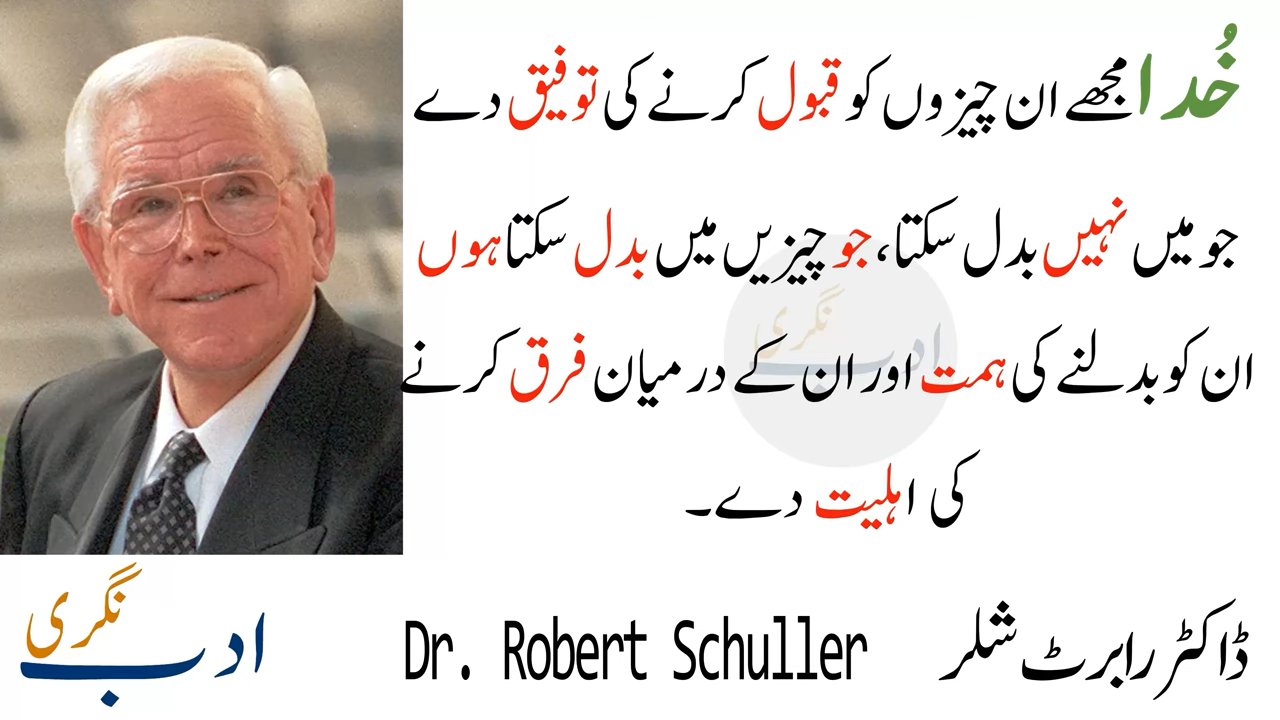 خُدا مجھے ان چیزوں کو قبول کرنے کی توفیق دے
جو میں نہیں بدل سکتا، جو چیزیں میں بدل سکتا ہوں
ان کو بدلنے کی ہمت اور ان کے درمیان فرق کرنے
کی اہلیت دے۔
ادب نگری
ڈاکٹر رابرٹ شلر Dr. Robert Schuller
ادب نگری